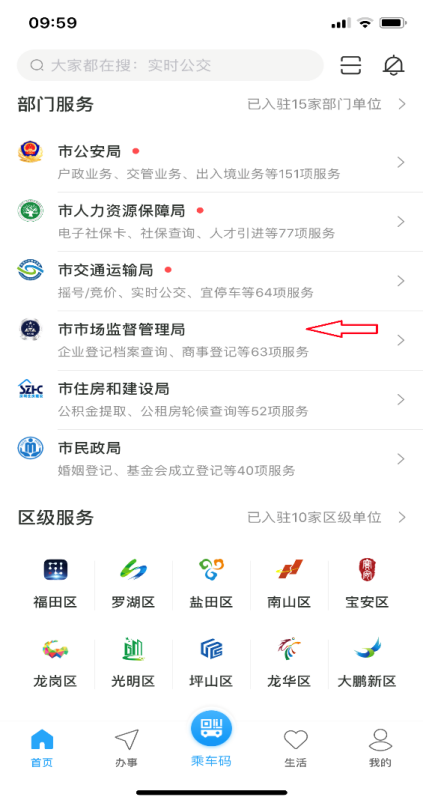 09:59
大家都在搜：实时公交
部门服务 已入驻15家部门单位
市公安局
户政业务、交管业务、出入境业务等151项服务
市人力资源保障局
电子社保卡、社保查询、人才引进等77项服务
市交通运输局
摇号/竞价、实时公交、宜停车等64项服务
市市场监督管理局
企业登记档案查询、商事登记等63项服务
SZHC
市住房和建设局
公积金提取、公租房轮候查询等52项服务
市民政局
婚姻登记、基金会成立登记等40项服务
区级服务 已入驻10家区级单位
福田区 罗湖区 盐田区 南山区 宝安区
龙岗区 光明区 坪山区 龙华区 大鹏新区
首页 办事 乘车码 生活 我的